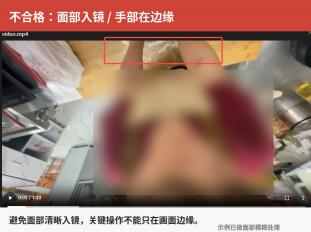 不合格：面部入镜 / 手部在边缘
video.mp4
0:03 / 1:33
避免面部清晰入镜，关键操作不能只在画面边缘。
示例已做面部模糊处理